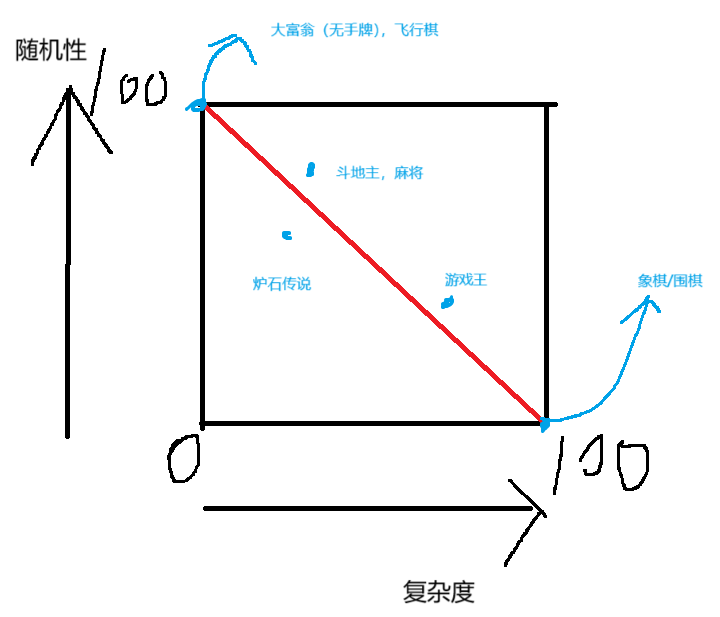 大富翁（无手牌），飞行棋
随机性
100
斗地主，麻将
炉石传说
游戏王
象棋/围棋
0
100
复杂度